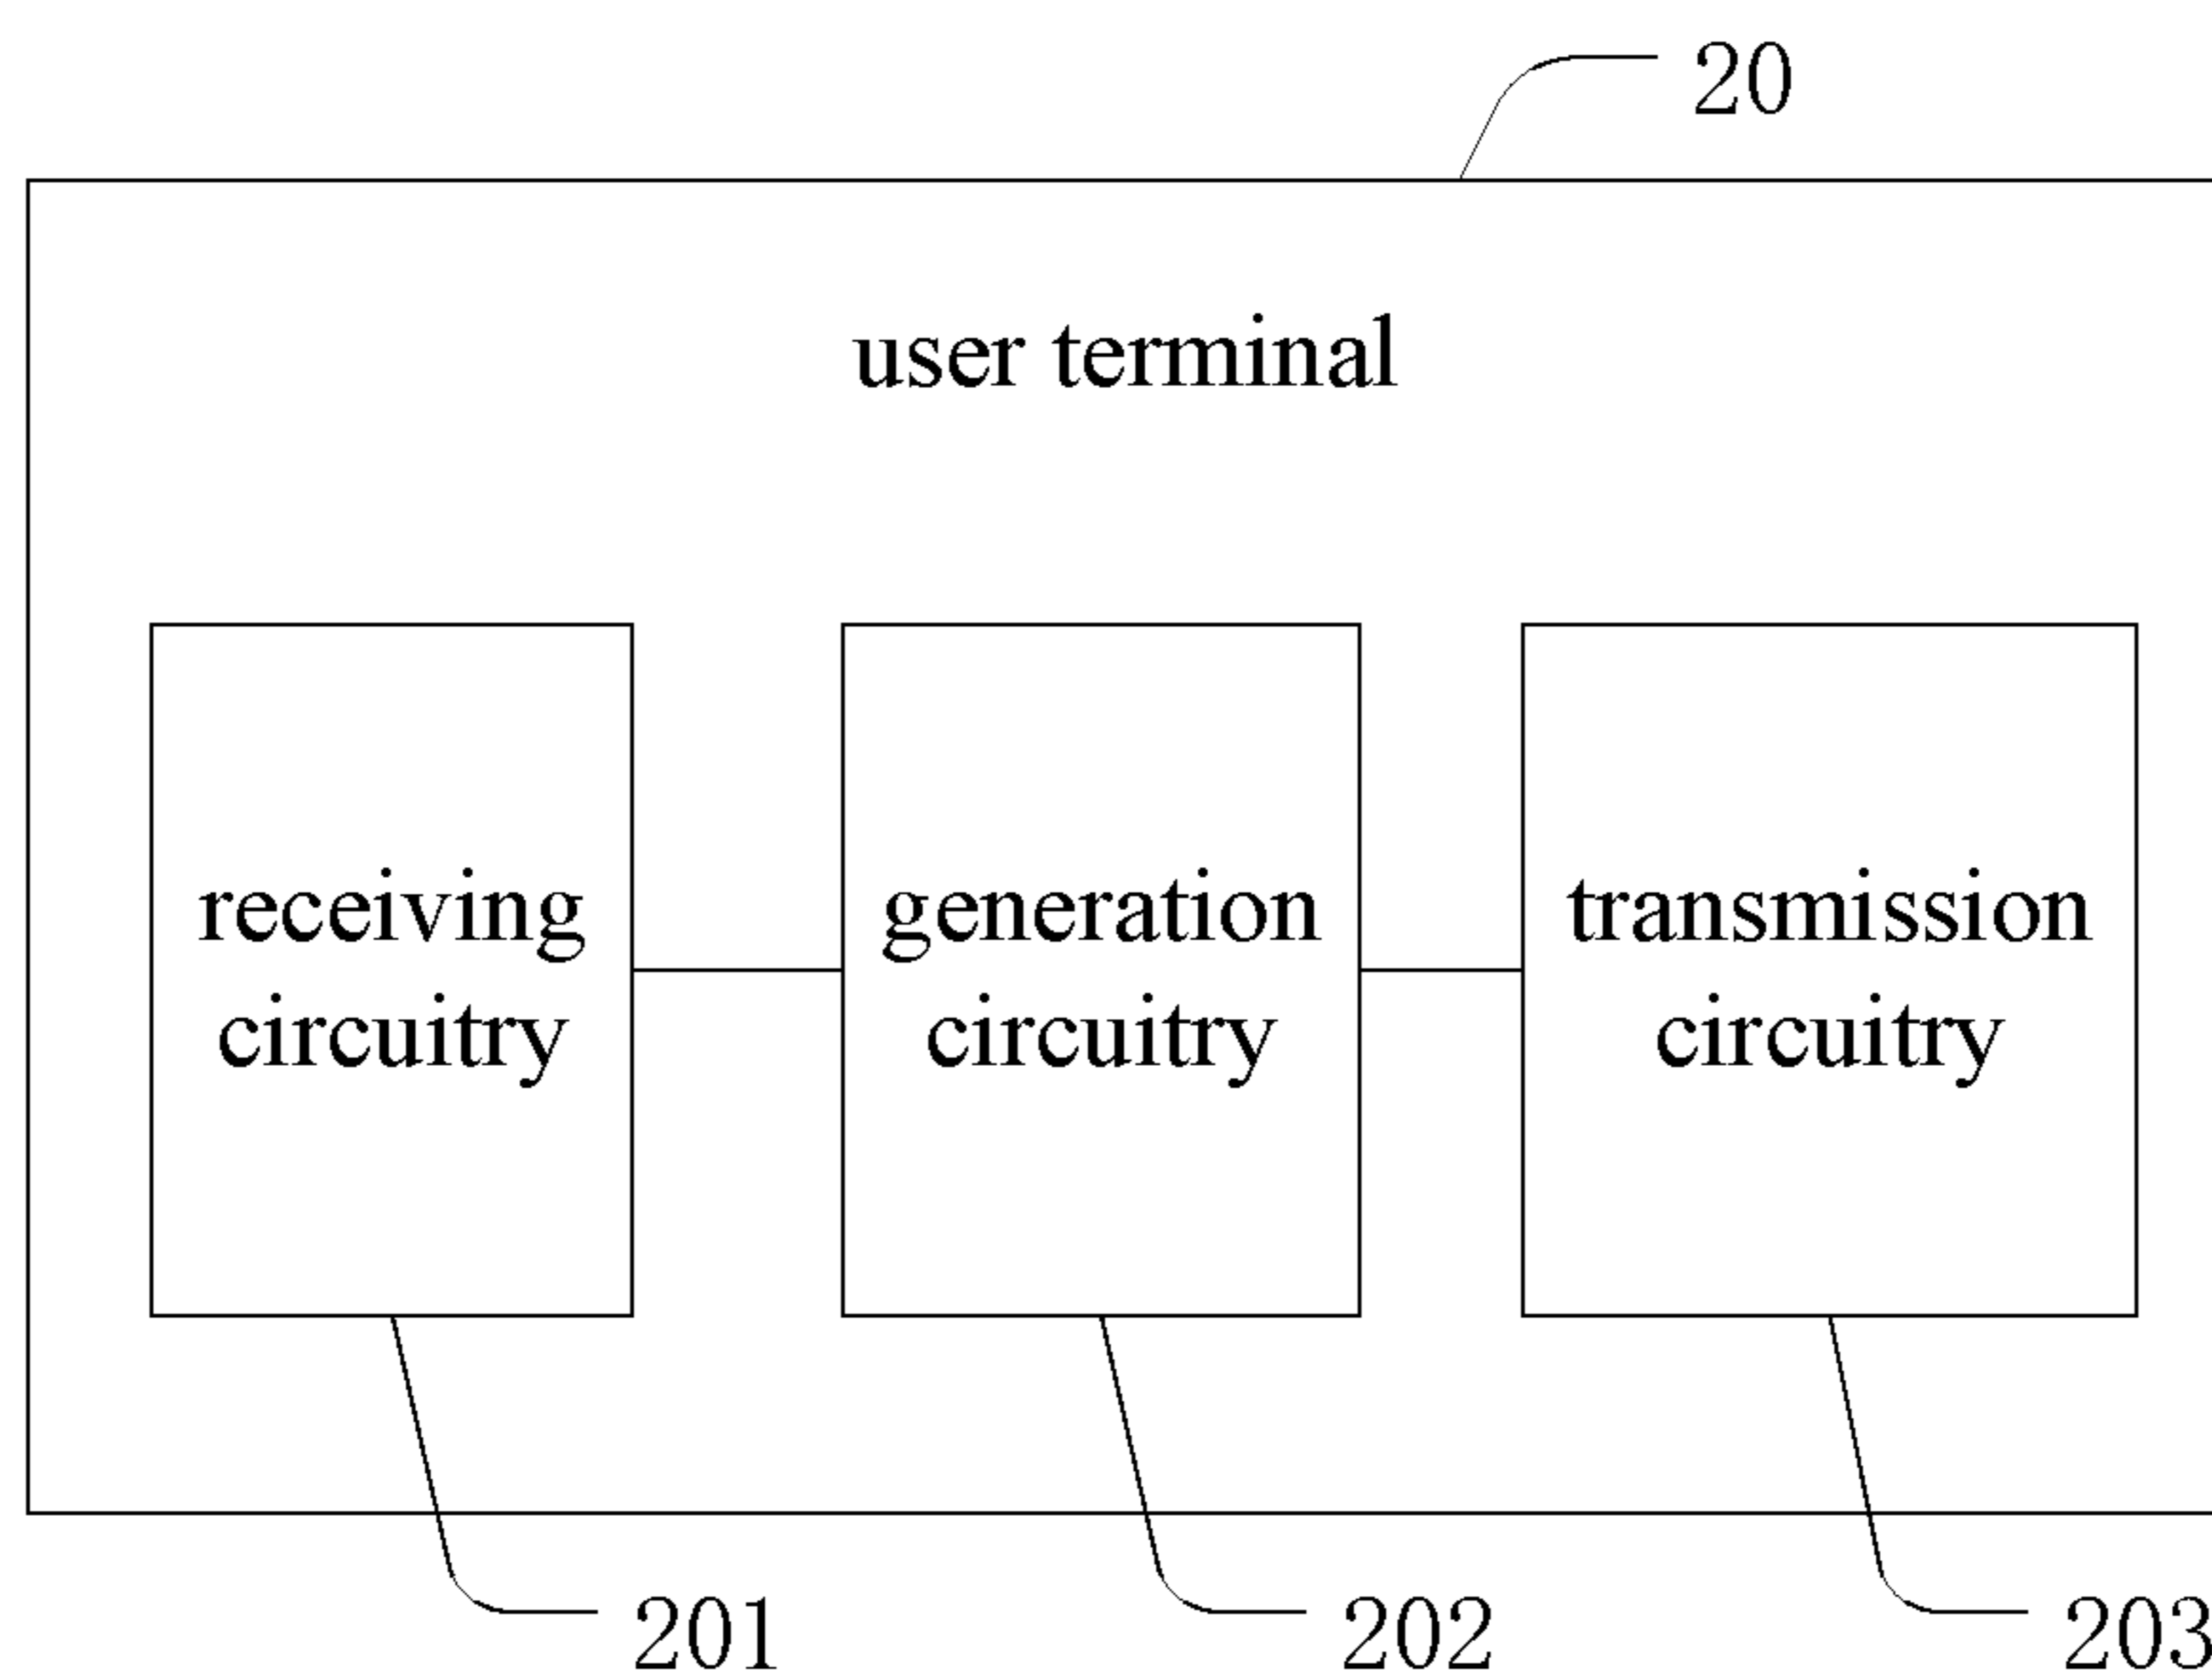 20
user terminal
receiving
circuitry
generation
circuitry
transmission
circuitry
201
202
203